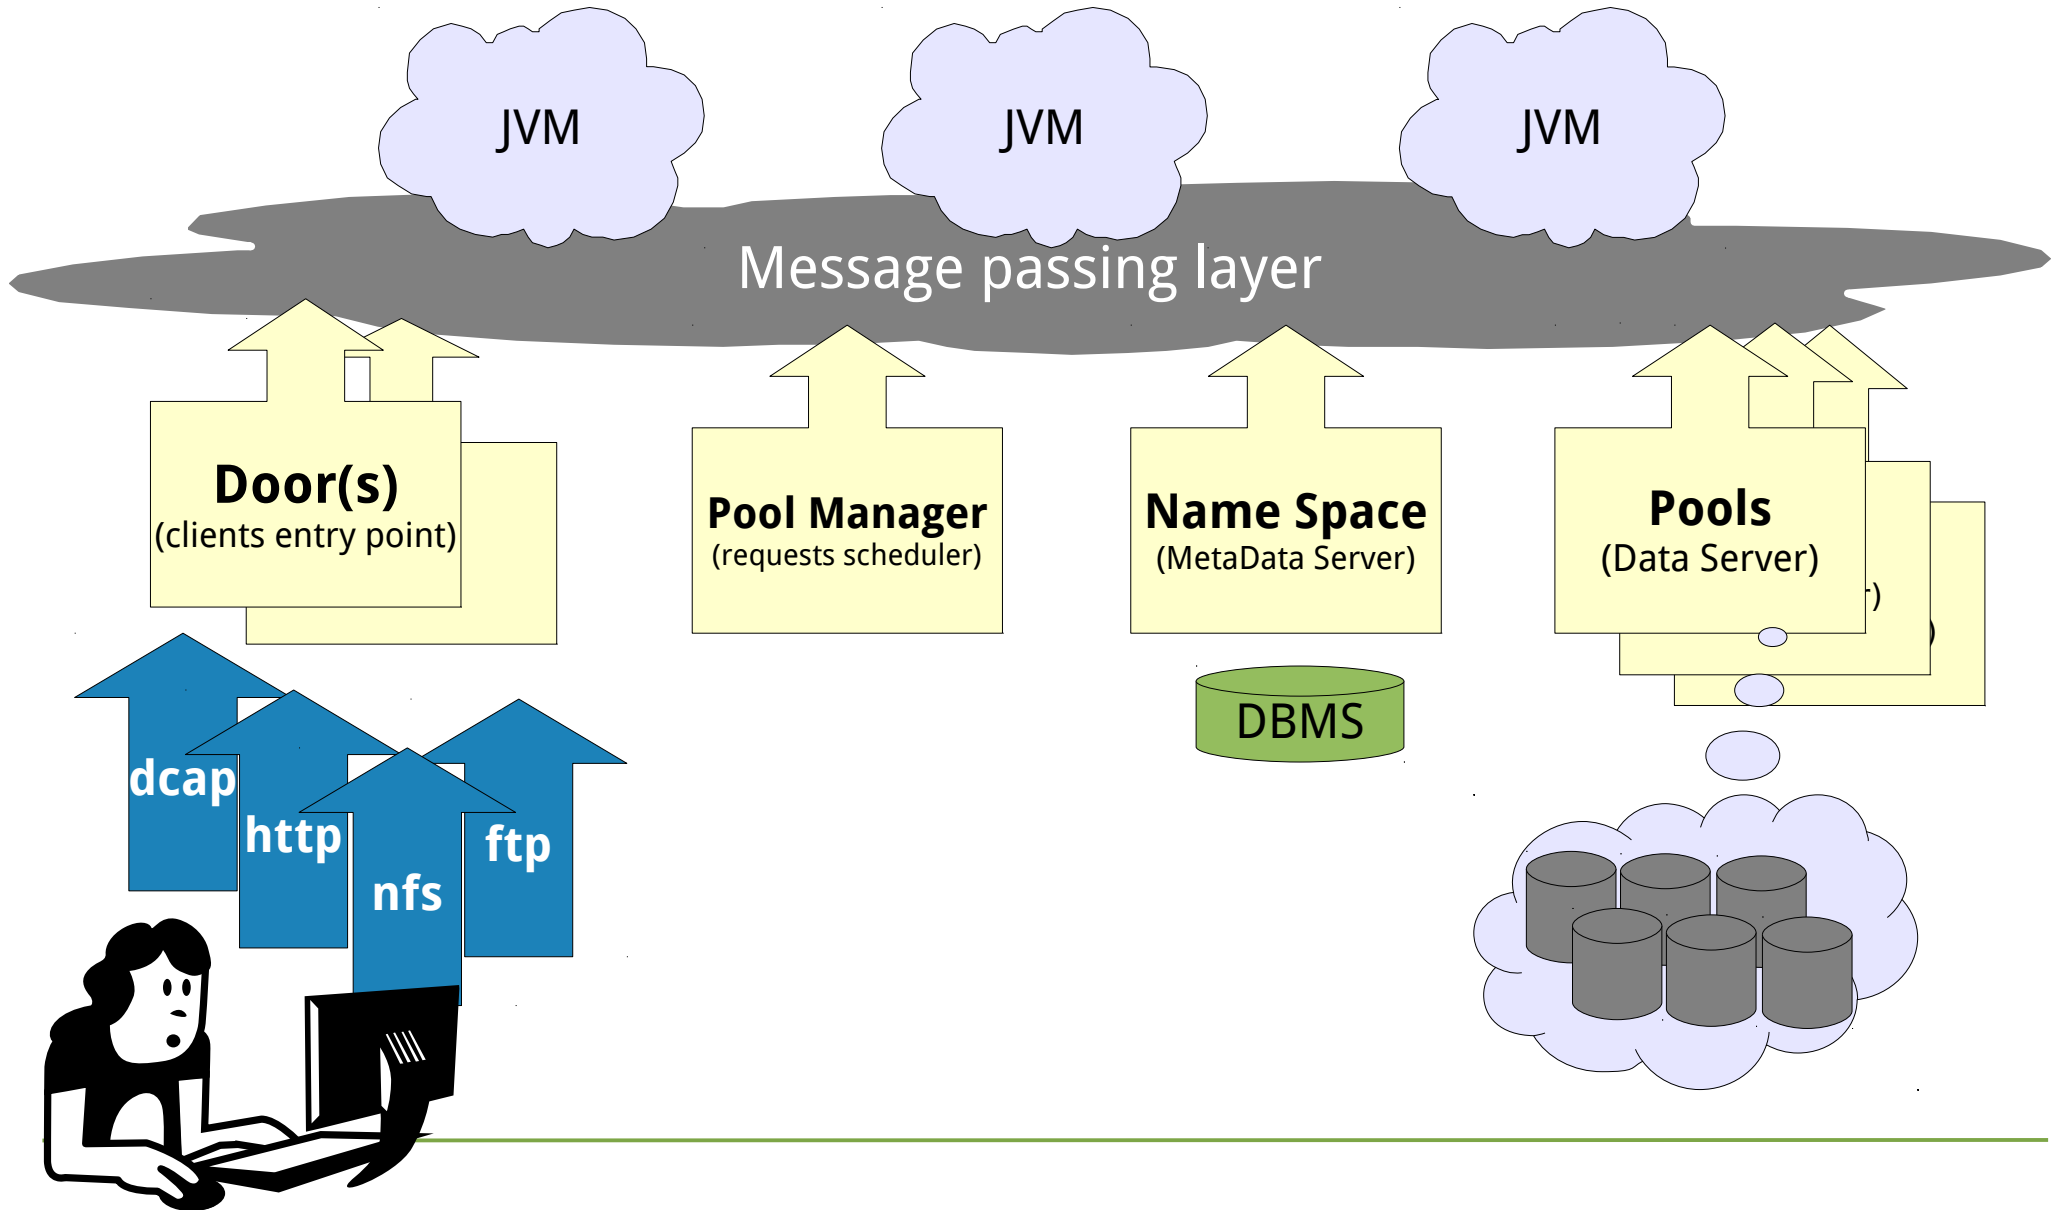 JVM
JVM
JVM
Message passing layer
Door(s)
(clients entry point)
Pool Manager
(requests scheduler)
Name Space
(MetaData Server)
Pools
(Data Server)
r)
)
DBMS
dcap
http
nfs
ftp